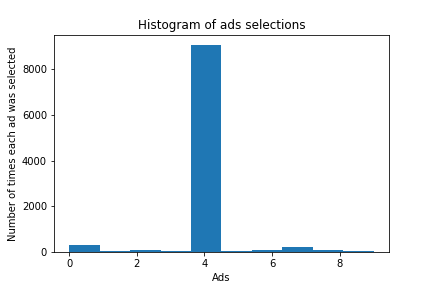 Histogram of ads selections
Number of times each ad was selected
8000
6000
4000
2000
0
0 2 4 6 8
Ads